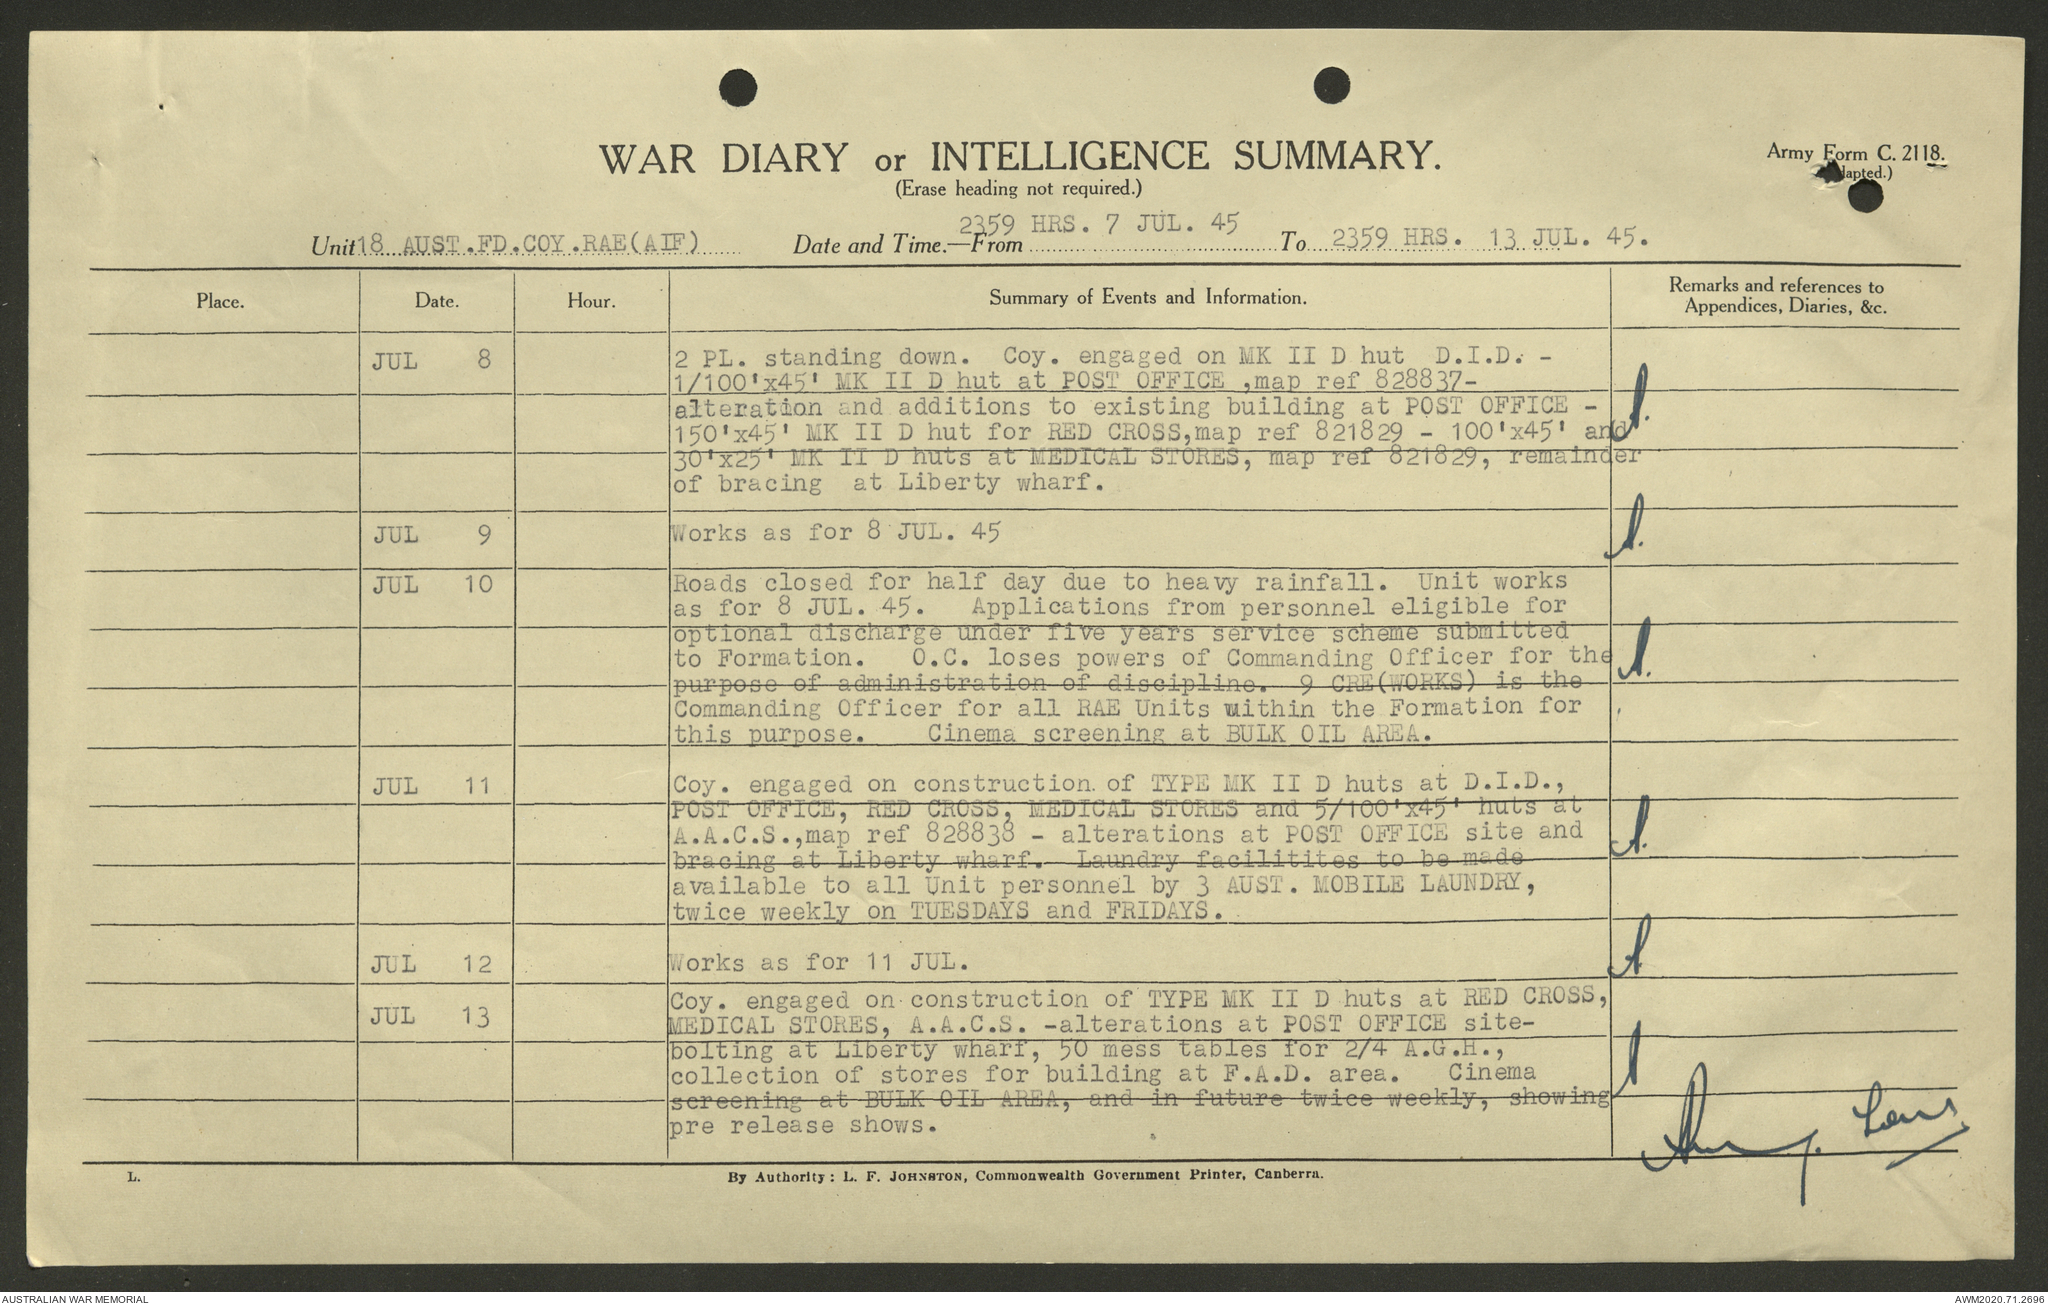 WAR DIARY or INTELLIGENCE SUMMARY.
(Erase heading not required.)
Army Form C. 2118.
dapted.)
Unit 18 AUST.FD.COY.RAE(AIF) Date and Time.—From 2359 HRS. 7 JUL. 45 To 2359 HRS. 13 JUL. 45.
Place. Date. Hour. Summary of Events and Information. Remarks and references to
Appendices, Diaries, &c.
JUL 8 2 PL. standing down. Coy. engaged on MK II D hut D.I.D. -
1/100'x45' MK II D hut at POST OFFICE ,map ref 828837-
alteration and additions to existing building at POST OFFICE -
150'x45' MK II D hut for RED CROSS,map ref 821829 - 100'x45' and
30'x25' MK II D huts at MEDICAL STORES, map ref 821829, remainder
of bracing at Liberty wharf.
JUL 9 Works as for 8 JUL. 45
JUL 10 Roads closed for half day due to heavy rainfall. Unit works
as for 8 JUL. 45. Applications from personnel eligible for
optional discharge under five years service scheme submitted
to Formation. O.C. loses powers of Commanding Officer for the
purpose of administration of discipline. 9 CRE(WORKS) is the
Commanding Officer for all RAE Units within the Formation for
this purpose. Cinema screening at BULK OIL AREA.
JUL 11 Coy. engaged on construction of TYPE MK II D huts at D.I.D.,
POST OFFICE, RED CROSS, MEDICAL STORES and 5/100'x45' huts at
A.A.C.S.,map ref 828838 - alterations at POST OFFICE site and
bracing at Liberty wharf. Laundry facilitites to be made
available to all Unit personnel by 3 AUST. MOBILE LAUNDRY,
twice weekly on TUESDAYS and FRIDAYS.
JUL 12 Works as for 11 JUL.
JUL 13 Coy. engaged on construction of TYPE MK II D huts at RED CROSS,
MEDICAL STORES, A.A.C.S. -alterations at POST OFFICE site-
bolting at Liberty wharf, 50 mess tables for 2/4 A.G.H.,
collection of stores for building at F.A.D. area. Cinema
screening at BULK OIL AREA, and in future twice weekly, showing
pre release shows.
L. By Authority: L. F. JOHNSTON, Commonwealth Government Printer, Canberra.
AUSTRALIAN WAR MEMORIAL AWM2020.71.2696